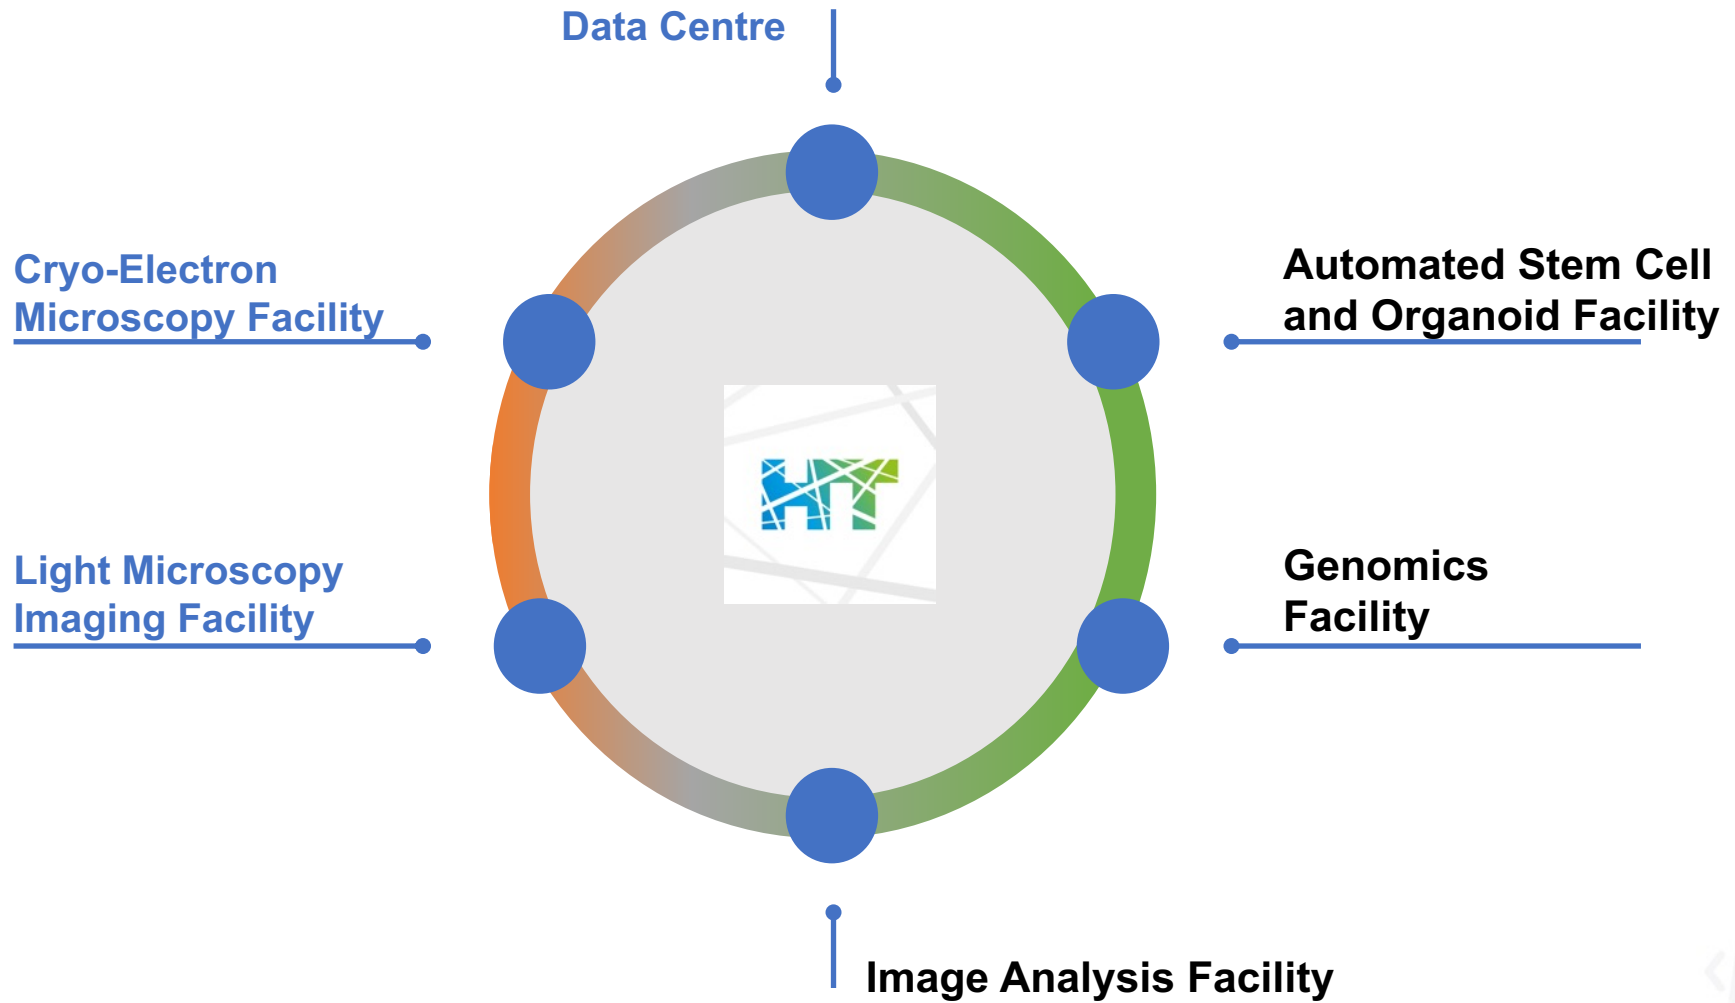 Data Centre
Cryo-Electron
Microscopy Facility
Automated Stem Cell
and Organoid Facility
HT
Light Microscopy
Imaging Facility
Genomics
Facility
Image Analysis Facility